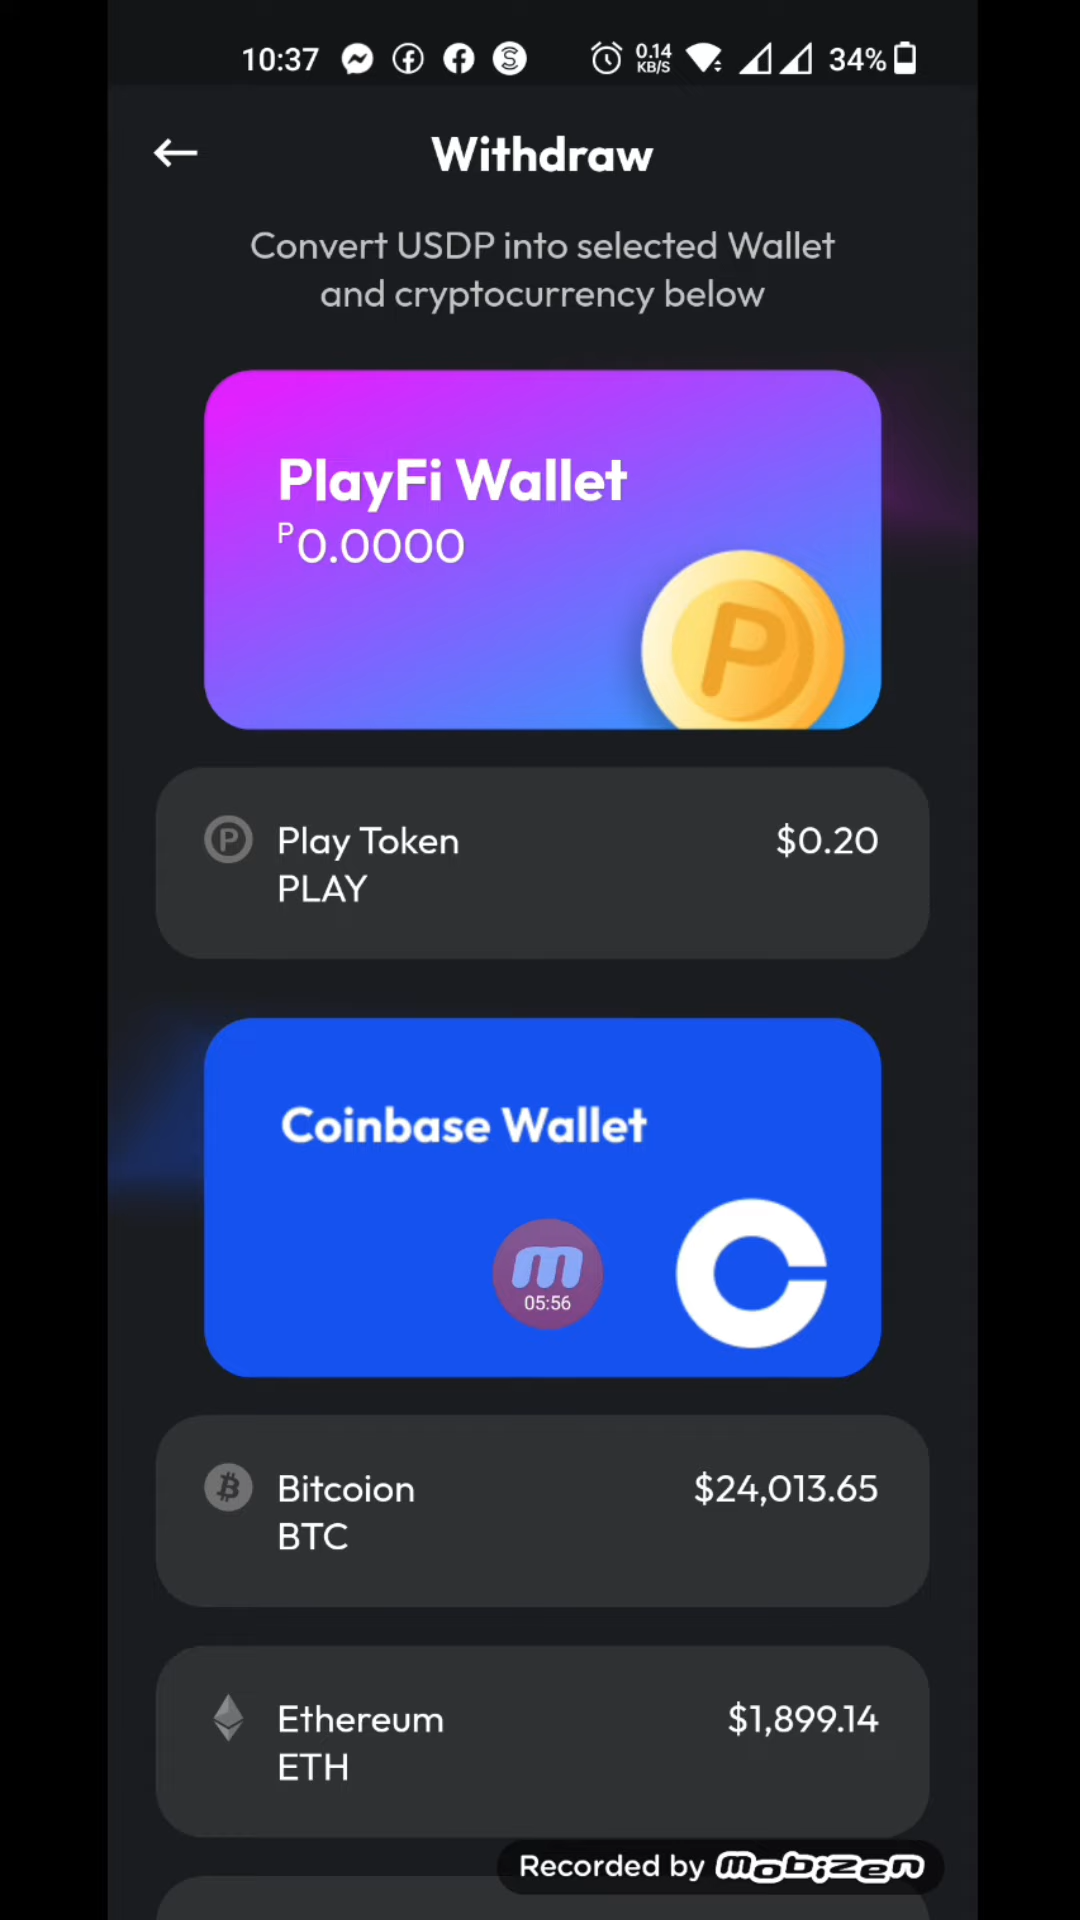 10:37 0.14 KB/S 34%
Withdraw
Convert USDP into selected Wallet
and cryptocurrency below
PlayFi Wallet
P0.0000
P
Play Token $0.20
PLAY
Coinbase Wallet
m
05:56
Bitcoion $24,013.65
BTC
Ethereum $1,899.14
ETH
Recorded by mobizen